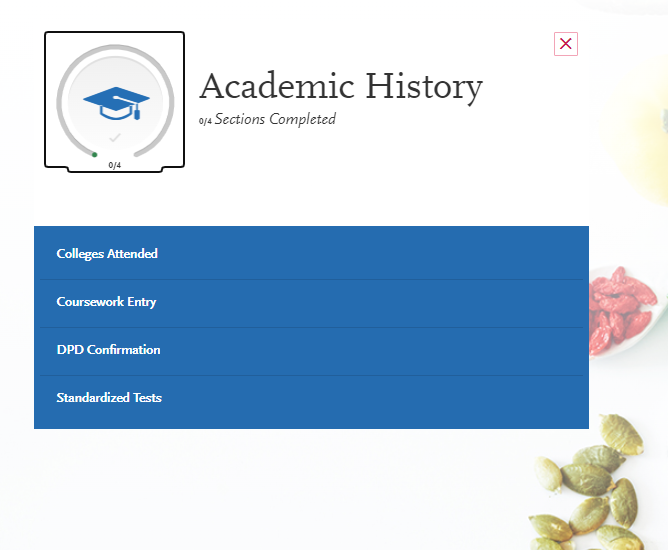 0/4
Academic History
0/4 Sections Completed
Colleges Attended
Coursework Entry
DPD Confirmation
Standardized Tests